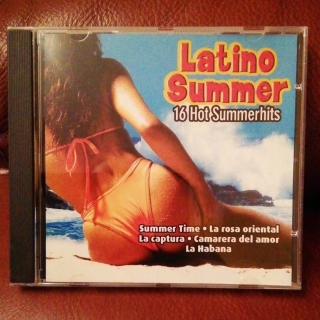 Latino
Summer
16 Hot Summerhits
Summer Time • La rosa oriental
La captura • Camarera del amor
La Habana